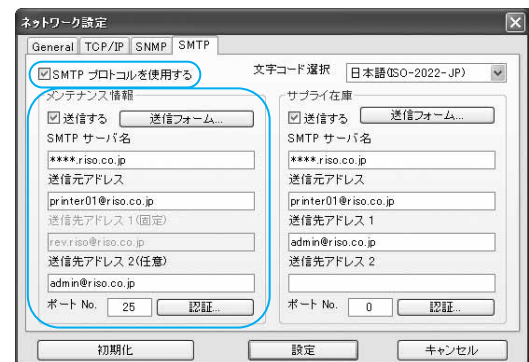 ネットワーク設定
General TCP/IP SNMP SMTP
SMTP プロトコルを使用する
文字コード選択 日本語(ISO-2022-JP)
メンテナンス情報
送信する 送信フォーム...
SMTP サーバ名
****.riso.co.jp
送信元アドレス
printer01@riso.co.jp
送信先アドレス 1(固定)
rev.riso@riso.co.jp
送信先アドレス 2(任意)
admin@riso.co.jp
ポート No. 25 認証...
サプライ在庫
送信する 送信フォーム...
SMTP サーバ名
****.riso.co.jp
送信元アドレス
printer01@riso.co.jp
送信先アドレス 1
admin@riso.co.jp
送信先アドレス 2
ポート No. 0 認証...
初期化 設定 キャンセル